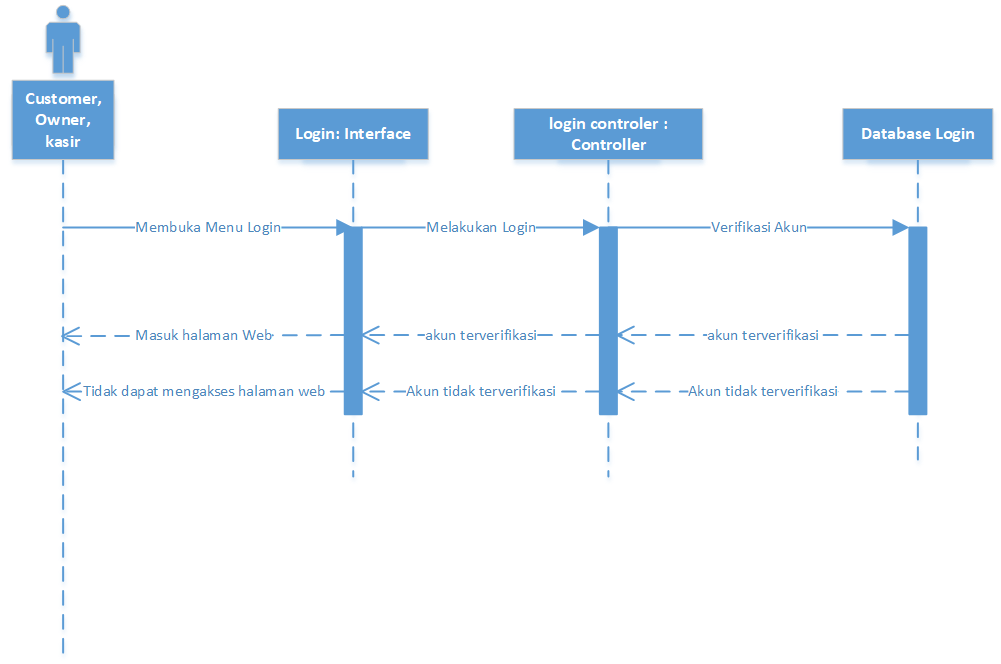 Customer,
Owner,
kasir
Login: Interface
login controler :
Controller
Database Login
Membuka Menu Login
Melakukan Login
Verifikasi Akun
Masuk halaman Web
akun terverifikasi
akun terverifikasi
Tidak dapat mengakses halaman web
Akun tidak terverifikasi
Akun tidak terverifikasi